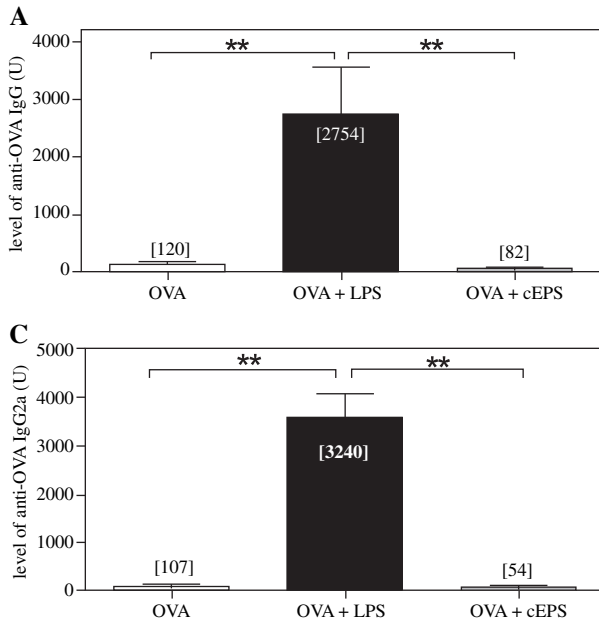 A
level of anti-OVA IgG (U)
4000
3000
2000
1000
0
** **
[120] [2754] [82]
OVA OVA + LPS OVA + cEPS
C
level of anti-OVA IgG2a (U)
5000
4000
3000
2000
1000
0
** **
[107] [3240] [54]
OVA OVA + LPS OVA + cEPS